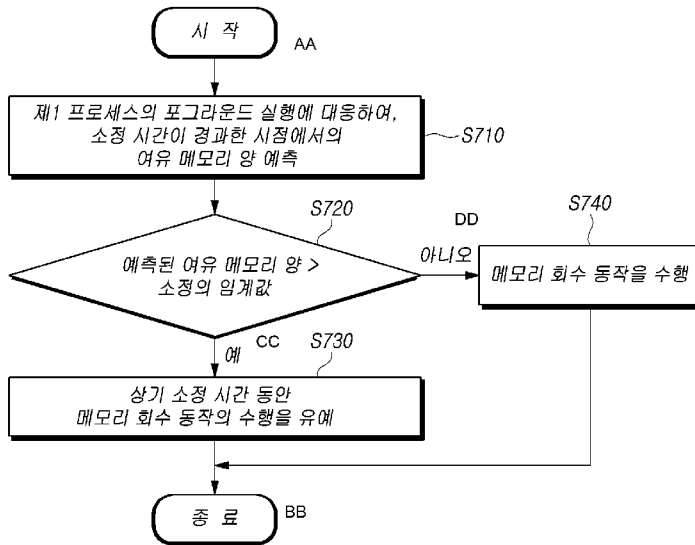 시 작
AA
제1 프로세스의 포그라운드 실행에 대응하여,
소정 시간이 경과한 시점에서의
여유 메모리 양 예측
S710
S720
예측된 여유 메모리 양 >
소정의 임계값
DD
아니오
S740
메모리 회수 동작을 수행
예
CC
S730
상기 소정 시간 동안
메모리 회수 동작의 수행을 유예
종 료
BB